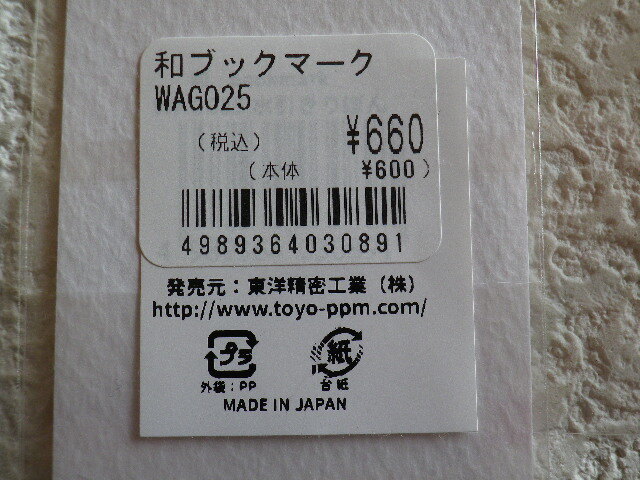 和ブックマーク
WAG025
(税込) ¥660
(本体 ¥600)
4989364030891
発売元：東洋精密工業（株）
http://www.toyo-ppm.com/
プラ 紙
外袋：PP 台紙
MADE IN JAPAN